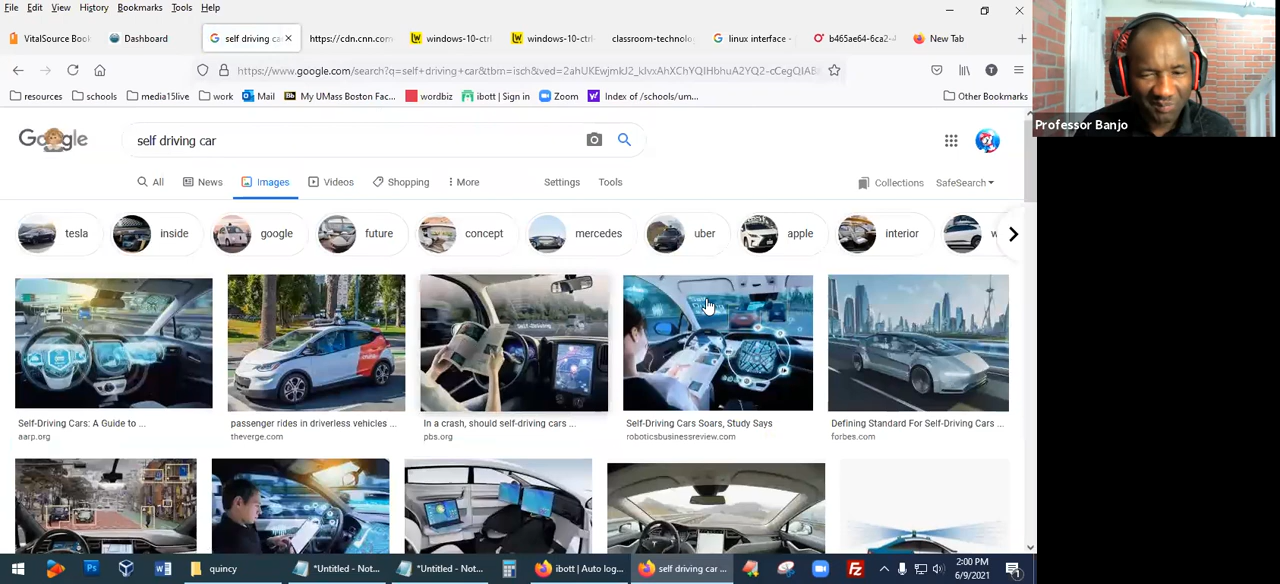 File Edit View History Bookmarks Tools Help
VitalSource Boo
Dashboard
self driving ca
https://cdn.cnn.com
windows-10-ctrl
windows-10-ctrl
classroom-technolo
linux interface -
b465ae64-6ca2-
New Tab
resources
schools
media15live
work
Mail
My UMass Boston Fac...
wordbiz
ibott | Sign in
Zoom
Index of /schools/um...
Other Bookmarks
Professor Banjo
Google
self driving car
All
News
Images
Videos
Shopping
More
Settings
Tools
Collections
SafeSearch
tesla
inside
google
future
concept
mercedes
uber
apple
interior
w
Self-Driving Cars: A Guide to ...
aarp.org
passenger rides in driverless vehicles ...
theverge.com
In a crash, should self-driving cars ...
pbs.org
Self-Driving Cars Soars, Study Says
roboticsbusinessreview.com
Defining Standard For Self-Driving Cars ...
forbes.com
quincy
*Untitled - Not...
*Untitled - Not...
ibott | Auto log...
self driving car ...
2:00 PM
6/9/2021